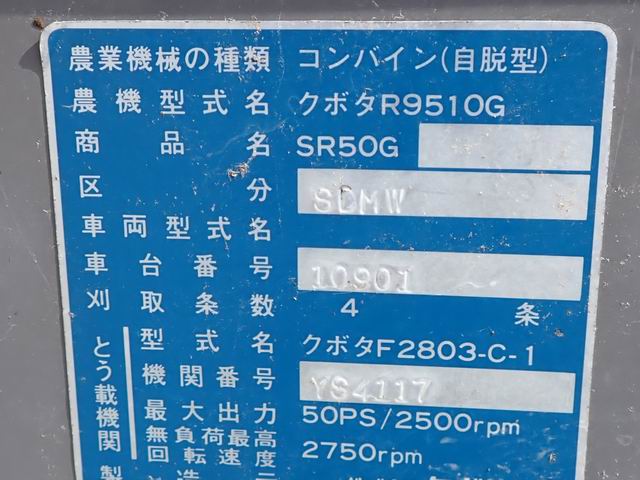 農業機械の種類 コンバイン(自脱型)
農機型式名 クボタR9510G
商品名 SR50G
区分 SDMW
車両型式名
車台番号 10901
刈取条数 4 条
とう載機関
型式名 クボタF2803-C-1
機関番号 YS4117
最大出力 50PS/2500rpm
無負荷最高回転速度 2750rpm